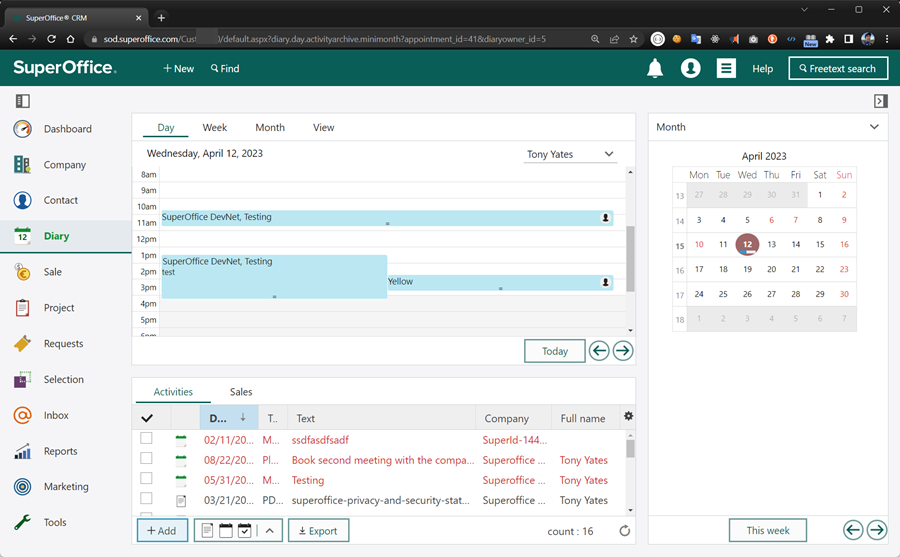 SuperOffice® CRM
sod.superoffice.com/Cust /default.aspx?diary.day.activityarchive.minimonth?appointment_id=41&diaryowner_id=5
New
SuperOffice.
+ New
Find
Help
Freetext search
Dashboard
Company
Contact
12
Diary
Sale
Project
Requests
Selection
Inbox
Reports
Marketing
Tools
Day Week Month View
Wednesday, April 12, 2023
Tony Yates
8am
9am
10am
11am
SuperOffice DevNet, Testing
12pm
1pm
SuperOffice DevNet, Testing
2pm
test
3pm
Yellow
4pm
5pm
6pm
Today
Activities Sales
D... ↓ T.. Text Company Full name
02/11/20... M... ssdfasdfsadf SuperId-144...
08/22/20... Pl... Book second meeting with the compa... Superoffice ... Tony Yates
05/31/20... M... Testing Superoffice ... Tony Yates
03/21/20... PD... superoffice-privacy-and-security-stat... Superoffice ... Tony Yates
+ Add
Export
count : 16
Month
April 2023
Mon Tue Wed Thu Fri Sat Sun
13 27 28 29 30 31 1 2
14 3 4 5 6 7 8 9
15 10 11 12 13 14 15 16
16 17 18 19 20 21 22 23
17 24 25 26 27 28 29 30
18 1 2 3 4 5 6 7
This week